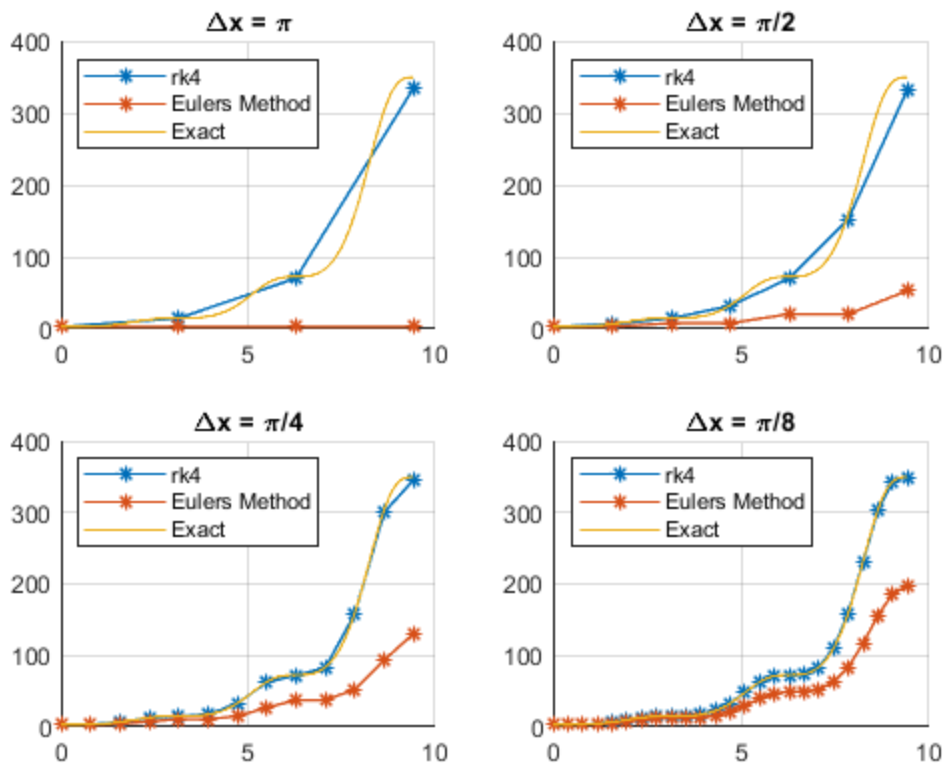 Δx = π
400
300
200
100
0
0
5
10
rk4
Eulers Method
Exact
Δx = π/2
400
300
200
100
0
0
5
10
rk4
Eulers Method
Exact
Δx = π/4
400
300
200
100
0
0
5
10
rk4
Eulers Method
Exact
Δx = π/8
400
300
200
100
0
0
5
10
rk4
Eulers Method
Exact